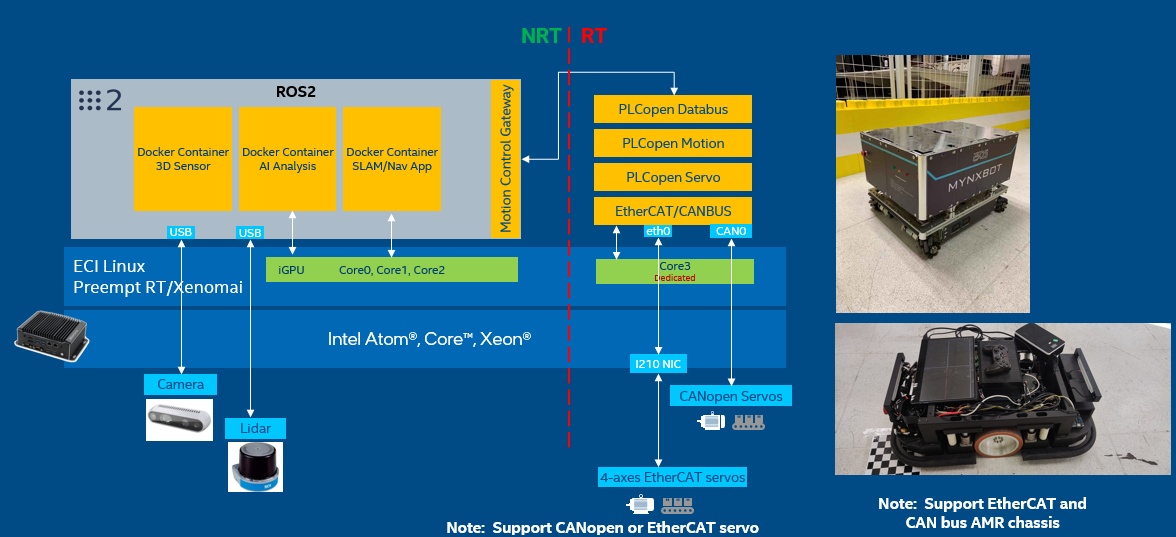 NRT
RT
2
ROS2
Docker Container
3D Sensor
Docker Container
AI Analysis
Docker Container
SLAM/Nav App
Motion Control Gateway
PLCopen Databus
PLCopen Motion
PLCopen Servo
EtherCAT/CANBUS
USB
USB
eth0
CAN0
ECI Linux
Preempt RT/Xenomai
iGPU
Core0, Core1, Core2
Core3
Dedicated
Intel Atom®, Core™, Xeon®
I210 NIC
Camera
Lidar
CANopen Servos
4-axes EtherCAT servos
Note:  Support CANopen or EtherCAT servo
MYNXBOT
Note:  Support EtherCAT and
CAN bus AMR chassis